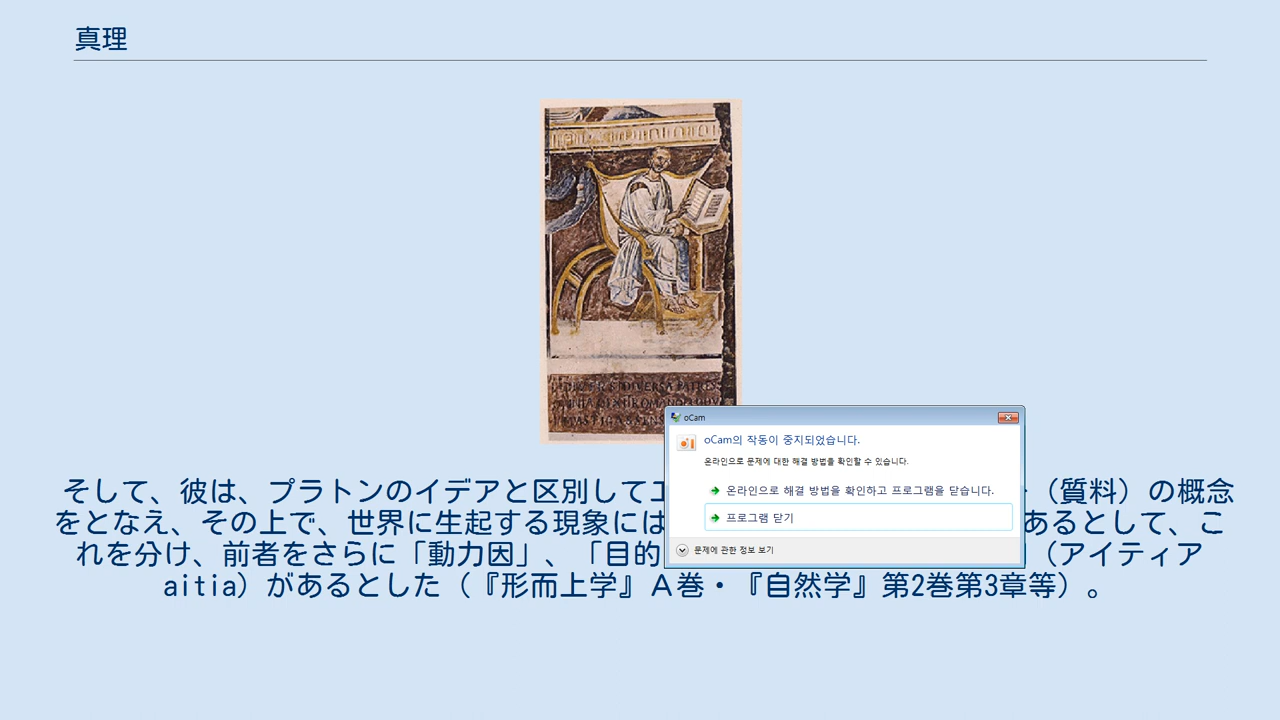 真理
oCam
oCam의 작동이 중지되었습니다.
온라인으로 문제에 대한 해결 방법을 확인할 수 있습니다.
온라인으로 해결 방법을 확인하고 프로그램을 닫습니다.
프로그램 닫기
문제에 관한 정보 보기
そして、彼は、プラトンのイデアと区別して（質料）の概念
をとなえ、その上で、世界に生起する現象にはあるとして、こ
れを分け、前者をさらに「動力因」、「目的（アイティア
aitia）があるとした（『形而上学』Ａ巻・『自然学』第2巻第3章等）。